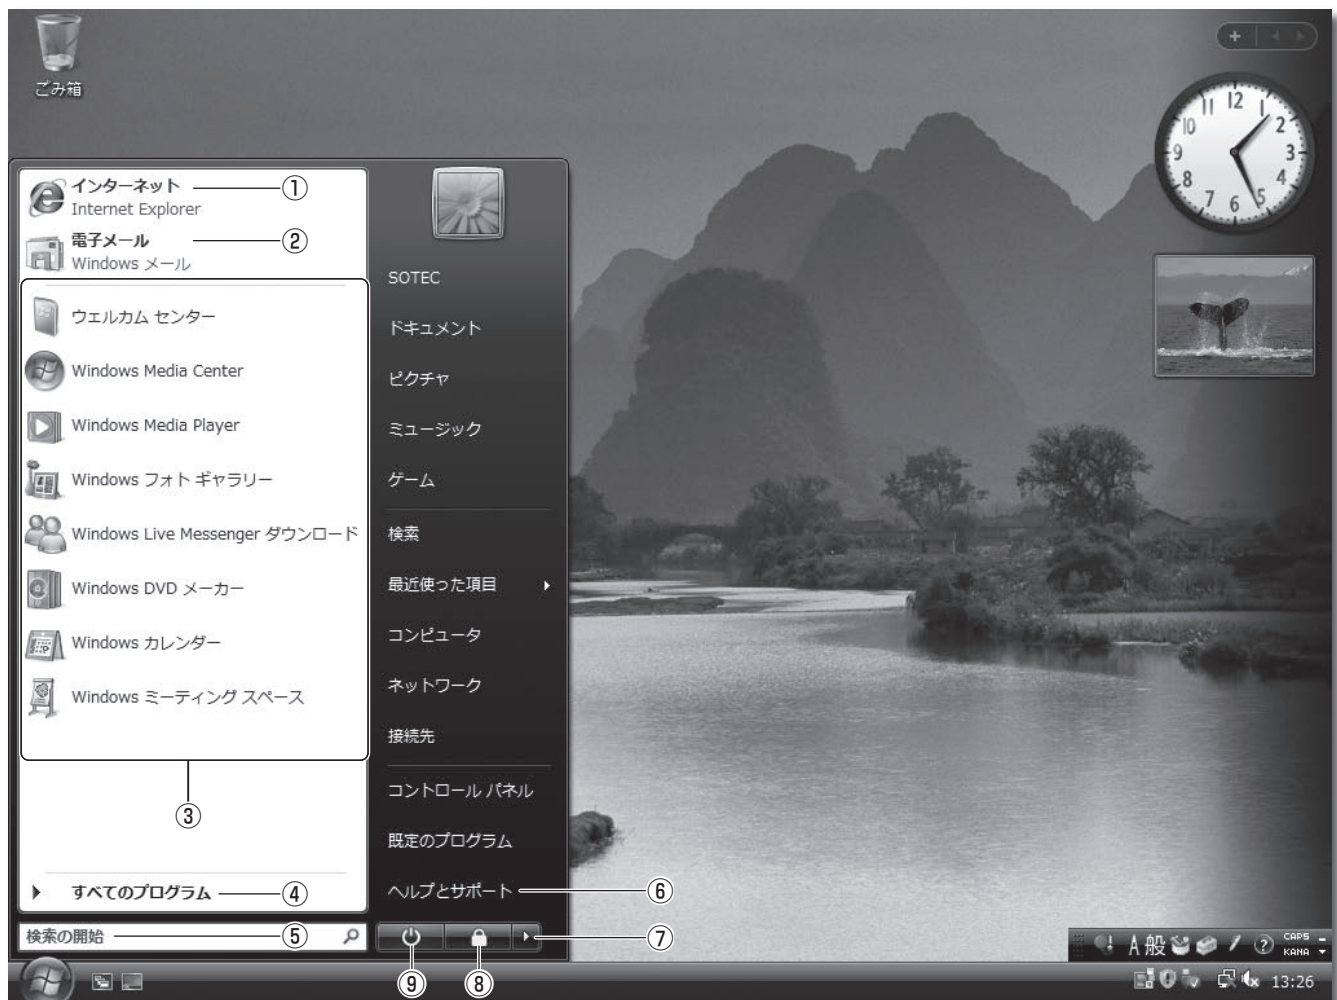 ごみ箱
インターネット ①
Internet Explorer
電子メール ②
Windows メール
ウェルカム センター
Windows Media Center
Windows Media Player
Windows フォト ギャラリー
Windows Live Messenger ダウンロード
Windows DVD メーカー
Windows カレンダー
Windows ミーティング スペース
③
すべてのプログラム ④
検索の開始 ⑤
SOTEC
ドキュメント
ピクチャ
ミュージック
ゲーム
検索
最近使った項目
コンピュータ
ネットワーク
接続先
コントロール パネル
既定のプログラム
ヘルプとサポート ⑥
⑦
⑨ ⑧
11 12 1
10 2
9 3
8 4
7 6 5
A 般 CAPS
KANA
13:26